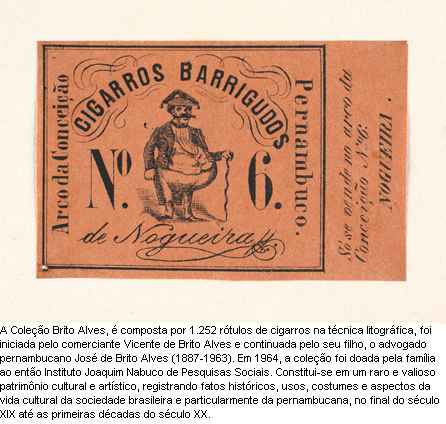 CIGARROS BARRIGUDOS
Arco da Conceição
Pernambuco.
Nº. 6.
de Nogueira
Só se vende no arco da
Conceição Nº 6.
NOGUEIRA
A Coleção Brito Alves, é composta por 1.252 rótulos de cigarros na técnica litográfica, foi
iniciada pelo comerciante Vicente de Brito Alves e continuada pelo seu filho, o advogado
pernambucano José de Brito Alves (1887-1963). Em 1964, a coleção foi doada pela família
ao então Instituto Joaquim Nabuco de Pesquisas Sociais. Constitui-se em um raro e valioso
patrimônio cultural e artístico, registrando fatos históricos, usos, costumes e aspectos da
vida cultural da sociedade brasileira e particularmente da pernambucana, no final do século
XIX até as primeiras décadas do século XX.